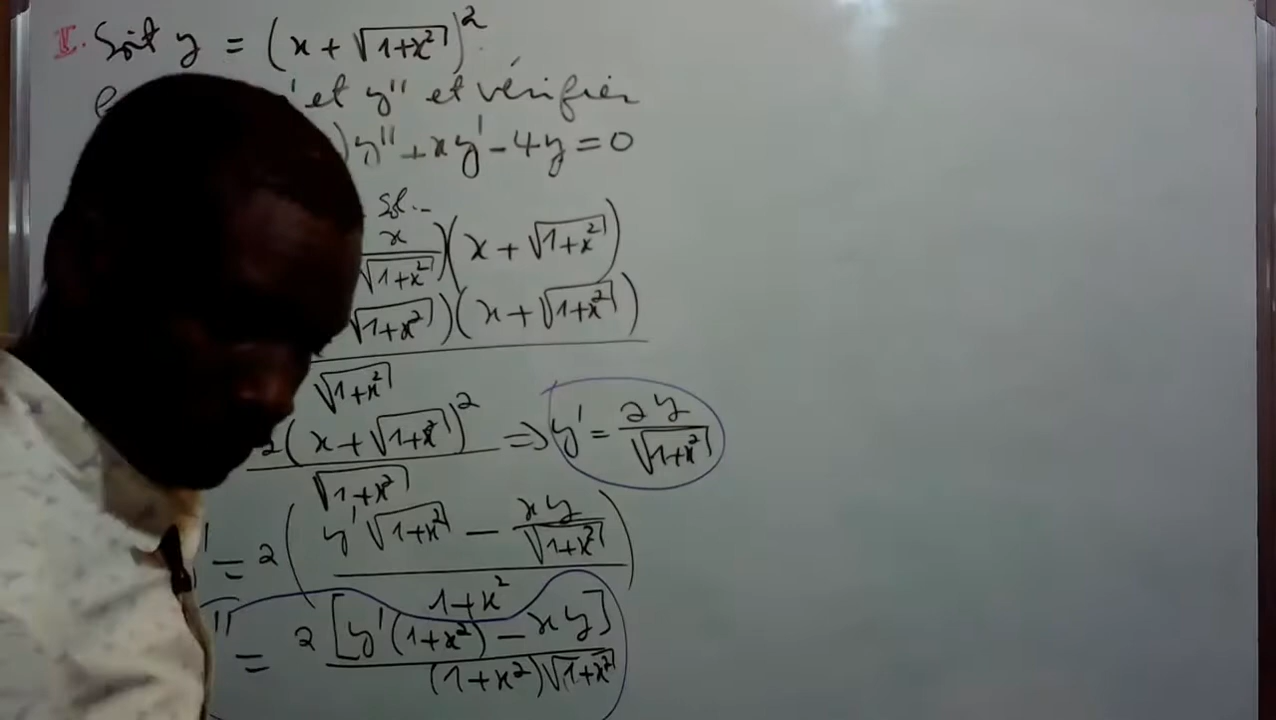 I. Soit y = (x + √(1+x²))²
' et y'' et vérifier
)y'' + xy' - 4y = 0
Sol.-
x/√(1+x²))(x + √(1+x²))
√(1+x²))(x + √(1+x²))
√(1+x²)
2(x + √(1+x²))²/√(1+x²) ⇒ y' = 2y/√(1+x²)
' = 2((y'√(1+x²) - xy/√(1+x²))/(1+x²))
'' = 2[y'(1+x²) - xy]/((1+x²)√(1+x²))